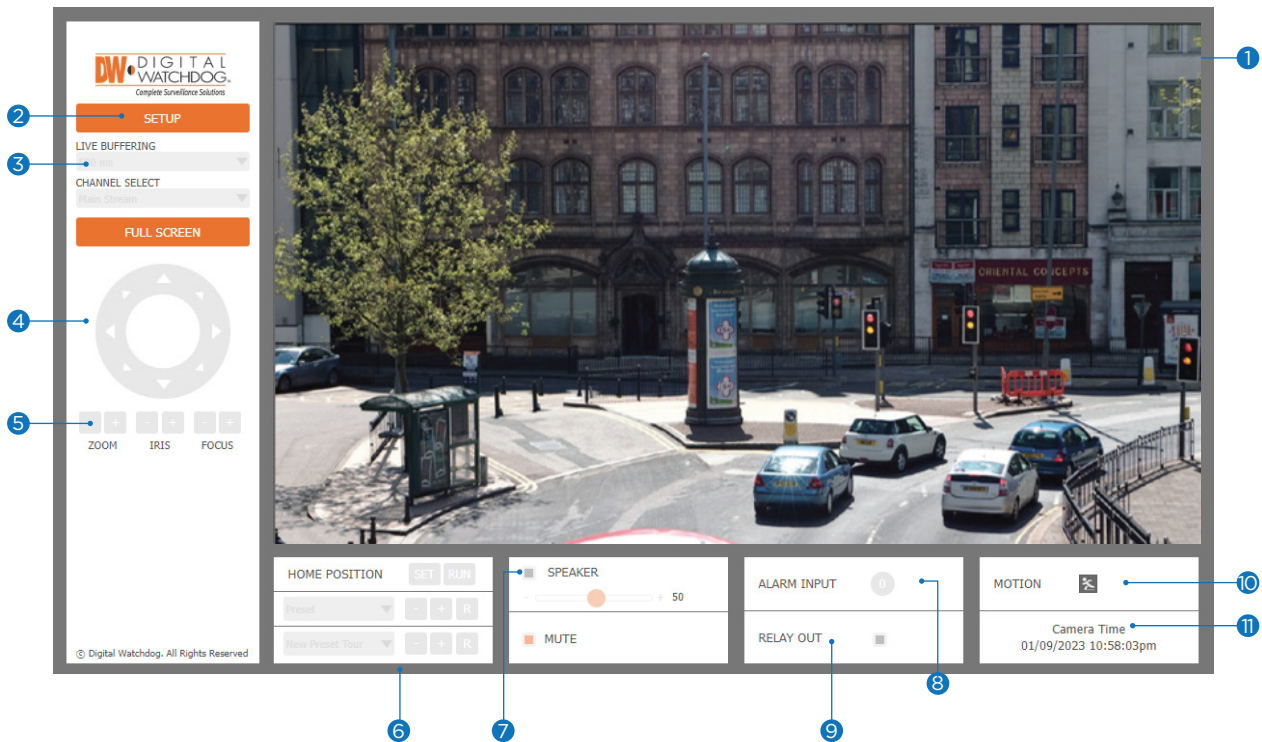 1
DW DIGITAL
WATCHDOG
Complete Surveillance Solutions
2
SETUP
LIVE BUFFERING
3
ms
CHANNEL SELECT
Main Stream
FULL SCREEN
4
5
- + - + - +
ZOOM IRIS FOCUS
© Digital Watchdog. All Rights Reserved
ORIENTAL CONCEPTS
HOME POSITION SET RUN
Preset - + R
New Preset Tour - + R
6
7
SPEAKER
- + 50
MUTE
ALARM INPUT 0
8
RELAY OUT
9
MOTION
10
Camera Time
11
01/09/2023 10:58:03pm